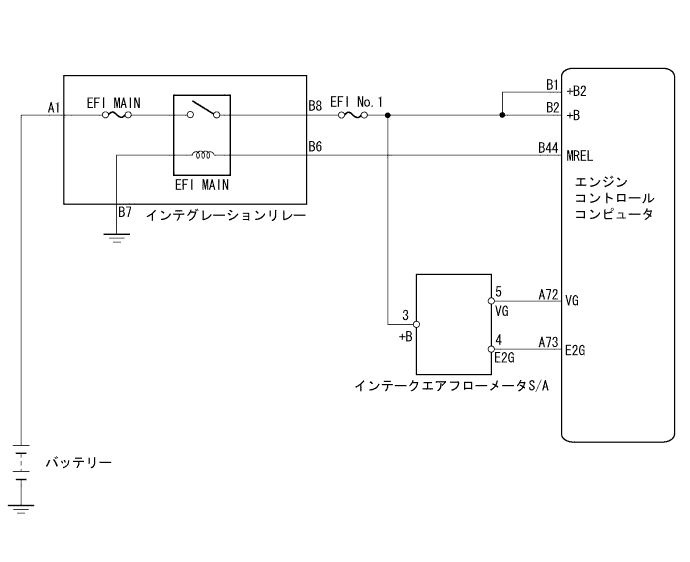 B1
+B2
A1
EFI MAIN
B8
EFI No.1
B2
+B
B6
B44
MREL
EFI MAIN
エンジン
コントロール
コンピュータ
B7
インテグレーションリレー
5
A72
VG
VG
3
+B
4
A73
E2G
E2G
インテークエアフローメータS/A
バッテリー